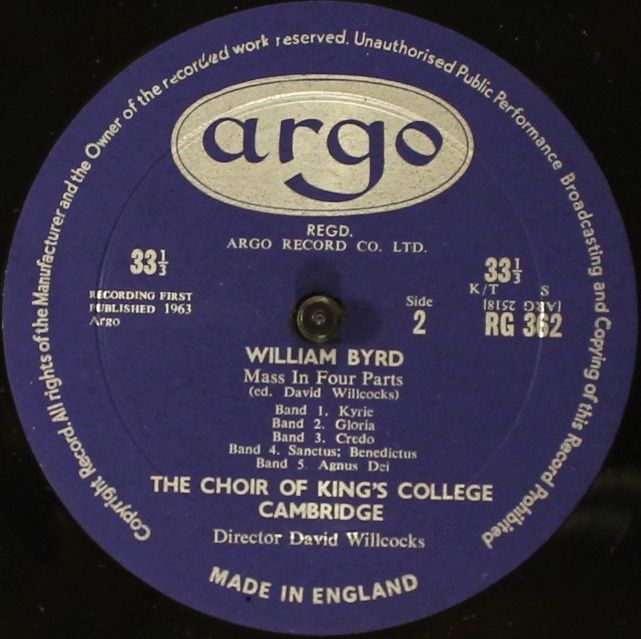 Copyright Record. All rights of the Manufacturer and the Owner of the recorded work reserved. Unauthorised Public Performance Broadcasting and Copying of this Record Prohibited
argo
REGD.
ARGO RECORD CO. LTD.
33⅓
RECORDING FIRST
PUBLISHED 1963
Argo
33⅓
K/T S
(ARG 2518)
Side
2
RG 362
WILLIAM BYRD
Mass In Four Parts
(ed. David Willcocks)
Band 1. Kyrie
Band 2. Gloria
Band 3. Credo
Band 4. Sanctus; Benedictus
Band 5. Agnus Dei
THE CHOIR OF KING'S COLLEGE
CAMBRIDGE
Director David Willcocks
MADE IN ENGLAND